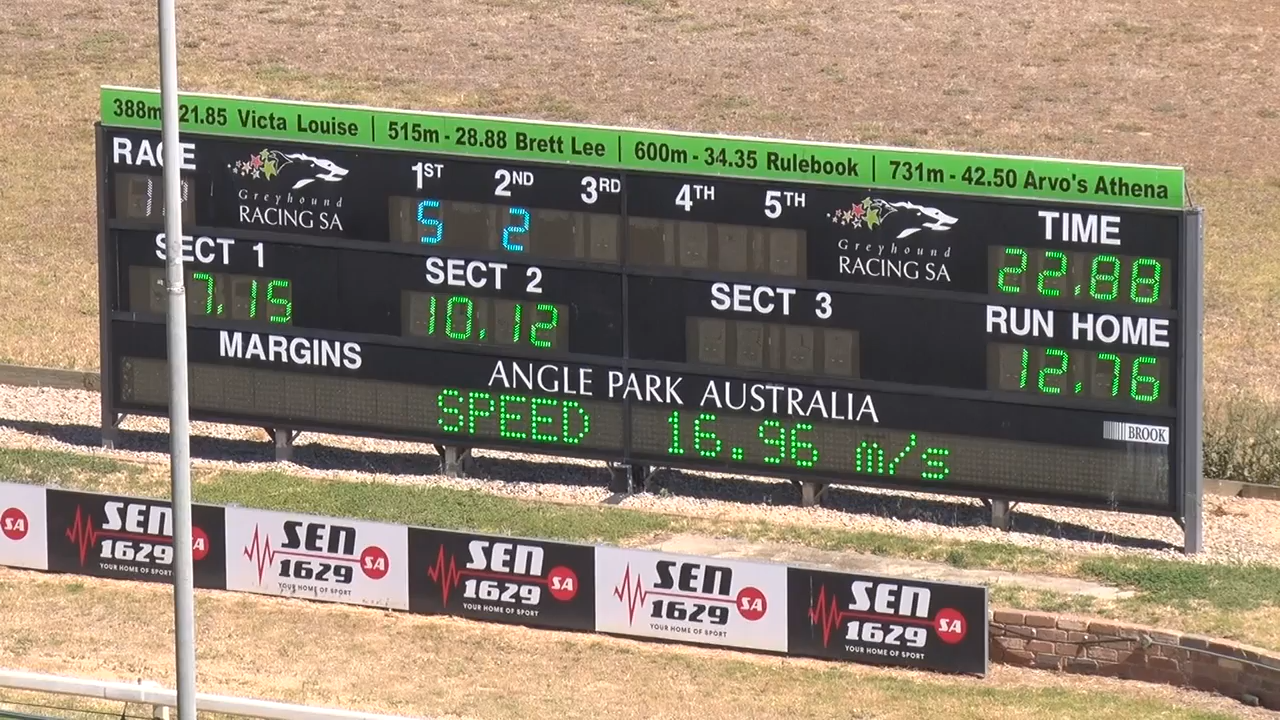 388m - 21.85 Victa Louise | 515m - 28.88 Brett Lee | 600m - 34.35 Rulebook | 731m - 42.50 Arvo's Athena
RACE
Greyhound
RACING SA
1ST 2ND 3RD 4TH 5TH
5 2
Greyhound
RACING SA
TIME
22.88
SECT 1
7.15
SECT 2
10.12
SECT 3
RUN HOME
12.76
MARGINS
ANGLE PARK AUSTRALIA
SPEED 16.96 m/s
BROOK
SA
SEN
1629
SA
YOUR HOME OF SPORT
SEN
1629
SA
YOUR HOME OF SPORT
SEN
1629
SA
YOUR HOME OF SPORT
SEN
1629
SA
YOUR HOME OF SPORT
SEN
1629
SA
YOUR HOME OF SPORT